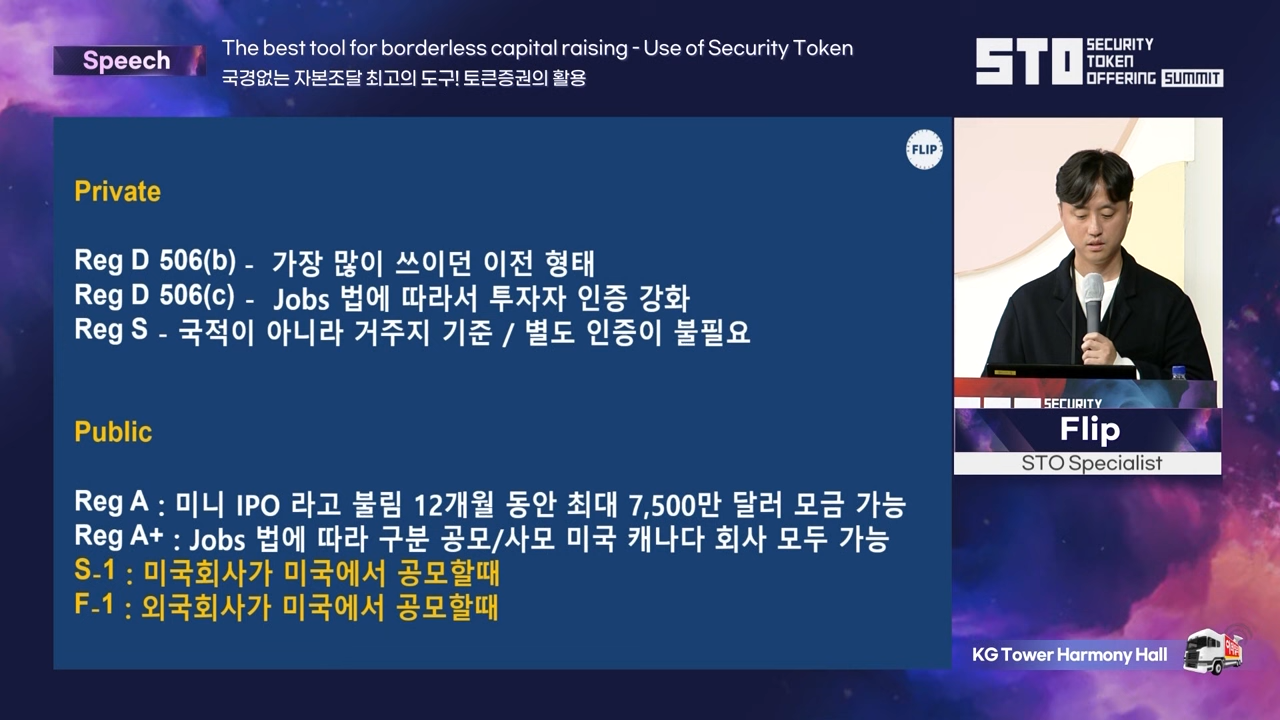 Speech
The best tool for borderless capital raising - Use of Security Token
국경없는 자본조달 최고의 도구! 토큰증권의 활용
STO SECURITY
TOKEN
OFFERING SUMMIT
FLIP
Private
Reg D 506(b) - 가장 많이 쓰이던 이전 형태
Reg D 506(c) - Jobs 법에 따라서 투자자 인증 강화
Reg S - 국적이 아니라 거주지 기준 / 별도 인증이 불필요
Public
Reg A : 미니 IPO 라고 불림 12개월 동안 최대 7,500만 달러 모금 가능
Reg A+ : Jobs 법에 따라 구분 공모/사모 미국 캐나다 회사 모두 가능
S-1 : 미국회사가 미국에서 공모할때
F-1 : 외국회사가 미국에서 공모할때
SECURITY
Flip
STO Specialist
KG Tower Harmony Hall